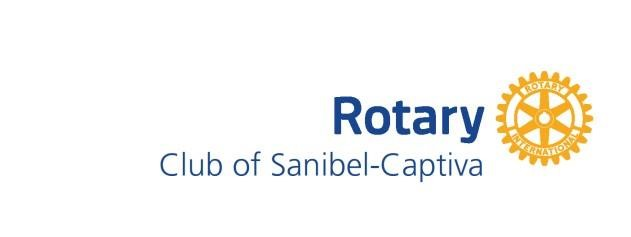 Rotary
Club of Sanibel-Captiva
ROTARY
INTERNATIONAL